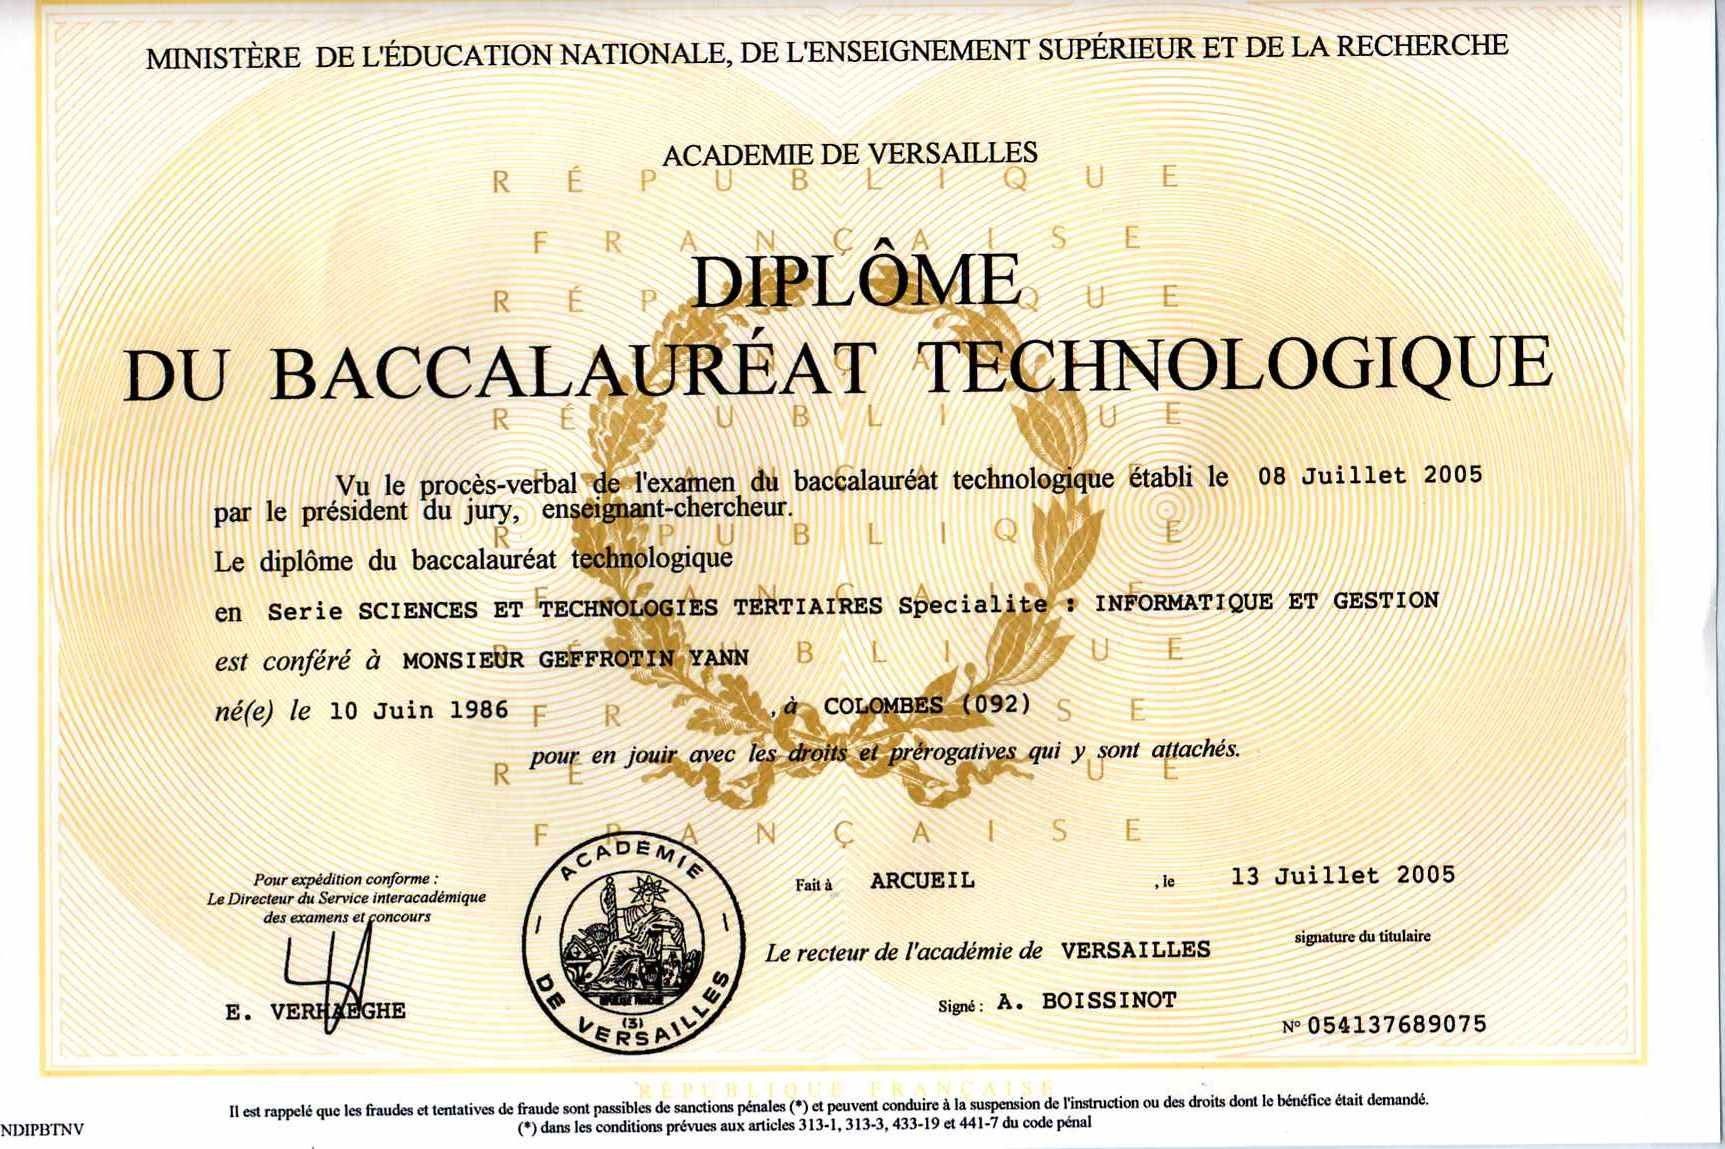 MINISTÈRE DE L'ÉDUCATION NATIONALE, DE L'ENSEIGNEMENT SUPÉRIEUR ET DE LA RECHERCHE
ACADEMIE DE VERSAILLES
RÉPUBLIQUE
FRANÇAISE
DIPLÔME
DU BACCALAURÉAT TECHNOLOGIQUE
Vu le procès-verbal de l'examen du baccalauréat technologique établi le 08 Juillet 2005
par le président du jury, enseignant-chercheur.
Le diplôme du baccalauréat technologique
en Serie SCIENCES ET TECHNOLOGIES TERTIAIRES Specialite : INFORMATIQUE ET GESTION
est conféré à MONSIEUR GEFFROTIN YANN
né(e) le 10 Juin 1986 , à COLOMBES (092)
pour en jouir avec les droits et prérogatives qui y sont attachés.
FRANÇAISE
Pour expédition conforme :
Le Directeur du Service interacadémique
des examens et concours
E. VERHAEGHE
ACADÉMIE
DE VERSAILLES
(3)
Fait à ARCUEIL , le 13 Juillet 2005
Le recteur de l'académie de VERSAILLES
signature du titulaire
Signé : A. BOISSINOT
N° 054137689075
RÉPUBLIQUE FRANÇAISE
Il est rappelé que les fraudes et tentatives de fraude sont passibles de sanctions pénales (*) et peuvent conduire à la suspension de l'instruction ou des droits dont le bénéfice était demandé.
(*) dans les conditions prévues aux articles 313-1, 313-3, 433-19 et 441-7 du code pénal
NDIPBTNV